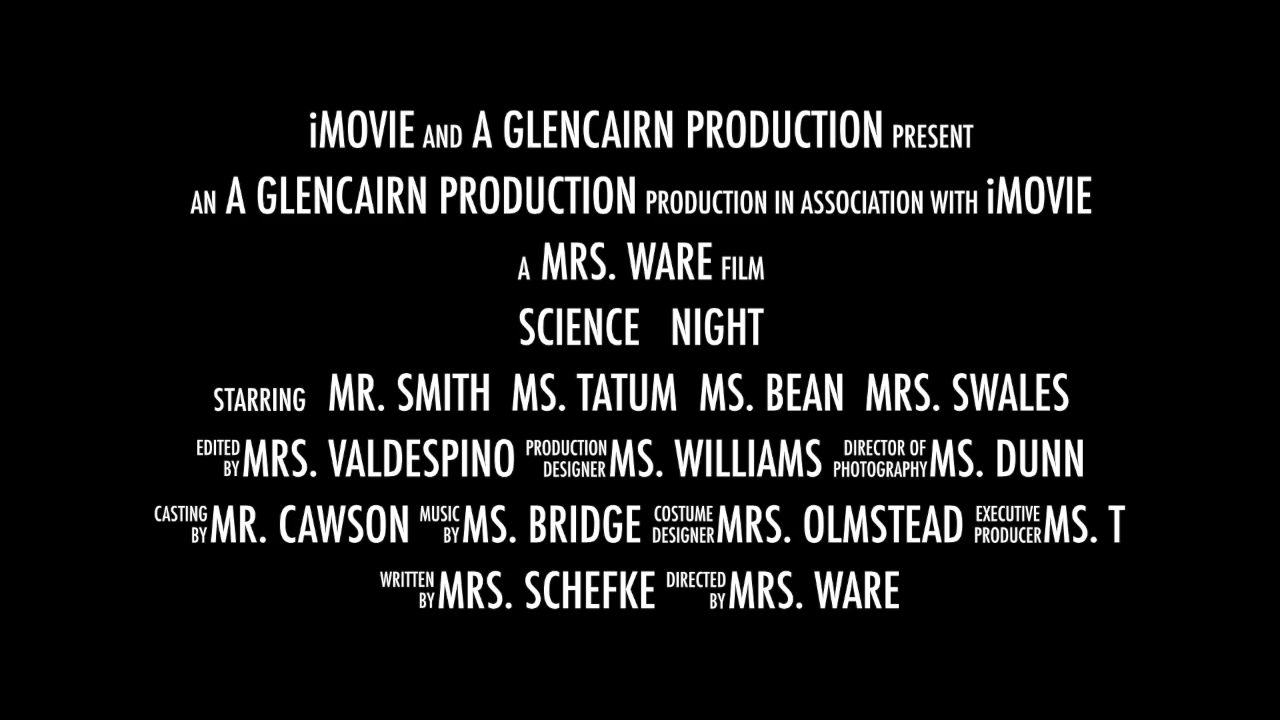 iMOVIE AND A GLENCAIRN PRODUCTION PRESENT
AN A GLENCAIRN PRODUCTION PRODUCTION IN ASSOCIATION WITH iMOVIE
A MRS. WARE FILM
SCIENCE NIGHT
STARRING MR. SMITH MS. TATUM MS. BEAN MRS. SWALES
EDITED BY MRS. VALDESPINO PRODUCTION DESIGNER MS. WILLIAMS DIRECTOR OF PHOTOGRAPHY MS. DUNN
CASTING BY MR. CAWSON MUSIC BY MS. BRIDGE COSTUME DESIGNER MRS. OLMSTEAD EXECUTIVE PRODUCER MS. T
WRITTEN BY MRS. SCHEFKE DIRECTED BY MRS. WARE